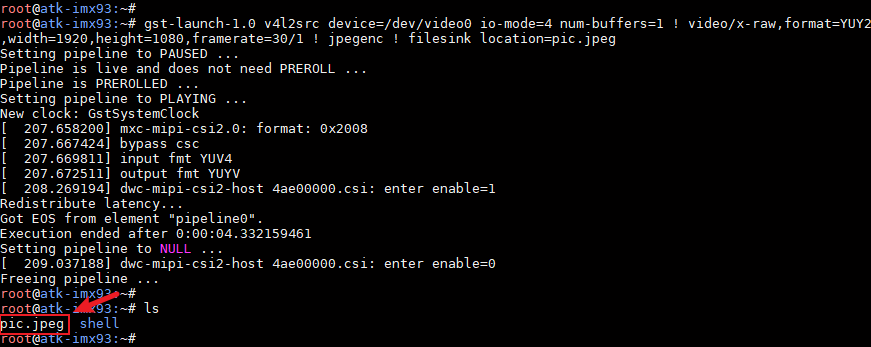 root@atk-imx93:~#
root@atk-imx93:~# gst-launch-1.0 v4l2src device=/dev/video0 io-mode=4 num-buffers=1 ! video/x-raw,format=YUY2
,width=1920,height=1080,framerate=30/1 ! jpegenc ! filesink location=pic.jpeg
Setting pipeline to PAUSED ...
Pipeline is live and does not need PREROLL ...
Pipeline is PREROLLED ...
Setting pipeline to PLAYING ...
New clock: GstSystemClock
[  207.658200] mxc-mipi-csi2.0: format: 0x2008
[  207.667424] bypass csc
[  207.669811] input fmt YUV4
[  207.672511] output fmt YUYV
[  208.269194] dwc-mipi-csi2-host 4ae00000.csi: enter enable=1
Redistribute latency...
Got EOS from element "pipeline0".
Execution ended after 0:00:04.332159461
Setting pipeline to NULL ...
[  209.037188] dwc-mipi-csi2-host 4ae00000.csi: enter enable=0
Freeing pipeline ...
root@atk-imx93:~#
root@atk-imx93:~# ls
pic.jpeg  shell
root@atk-imx93:~#